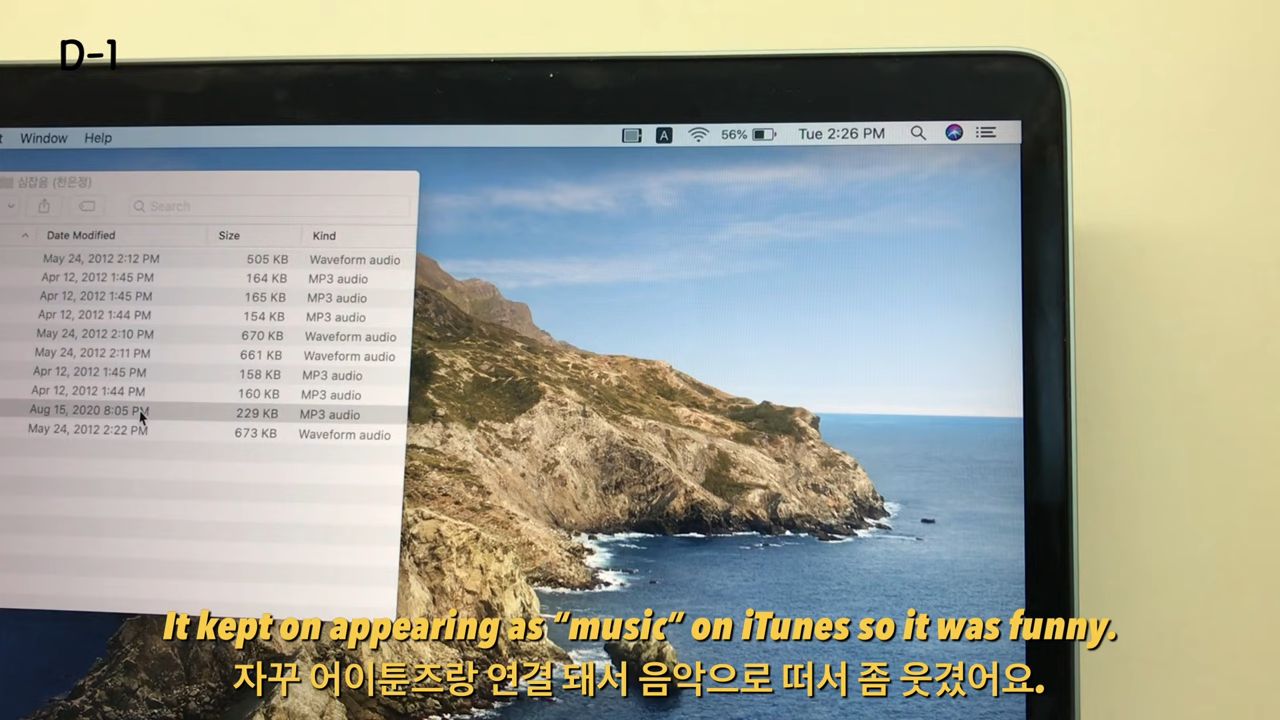 D-1
Window Help
A 56% Tue 2:26 PM
심잡음 (천은정)
Search
Date Modified Size Kind
May 24, 2012 2:12 PM 505 KB Waveform audio
Apr 12, 2012 1:45 PM 164 KB MP3 audio
Apr 12, 2012 1:45 PM 165 KB MP3 audio
Apr 12, 2012 1:44 PM 154 KB MP3 audio
May 24, 2012 2:10 PM 670 KB Waveform audio
May 24, 2012 2:11 PM 661 KB Waveform audio
Apr 12, 2012 1:45 PM 158 KB MP3 audio
Apr 12, 2012 1:44 PM 160 KB MP3 audio
Aug 15, 2020 8:05 PM 229 KB MP3 audio
May 24, 2012 2:22 PM 673 KB Waveform audio
It kept on appearing as “music” on iTunes so it was funny.
자꾸 어이튠즈랑 연결 돼서 음악으로 떠서 좀 웃겼어요.